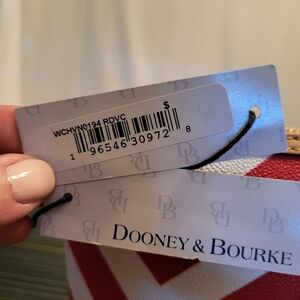 WCHVN0194 RDVC
$
1 96546 30972 8
DOONEY & BOURKE